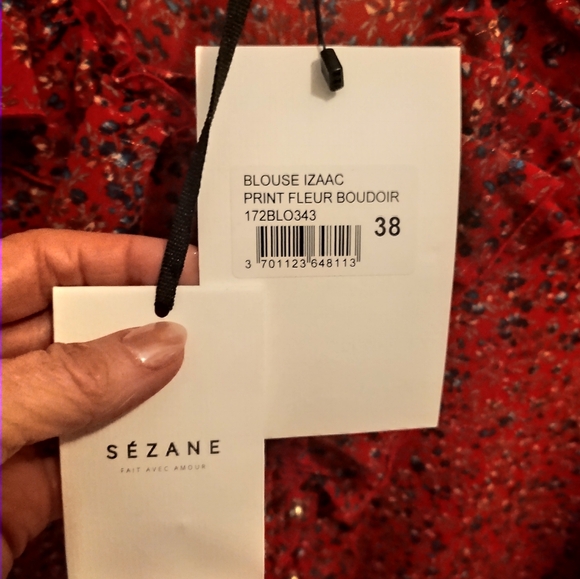 BLOUSE IZAAC
PRINT FLEUR BOUDOIR
172BLO343
38
3 701123 648113
SÉZANE
FAIT AVEC AMOUR